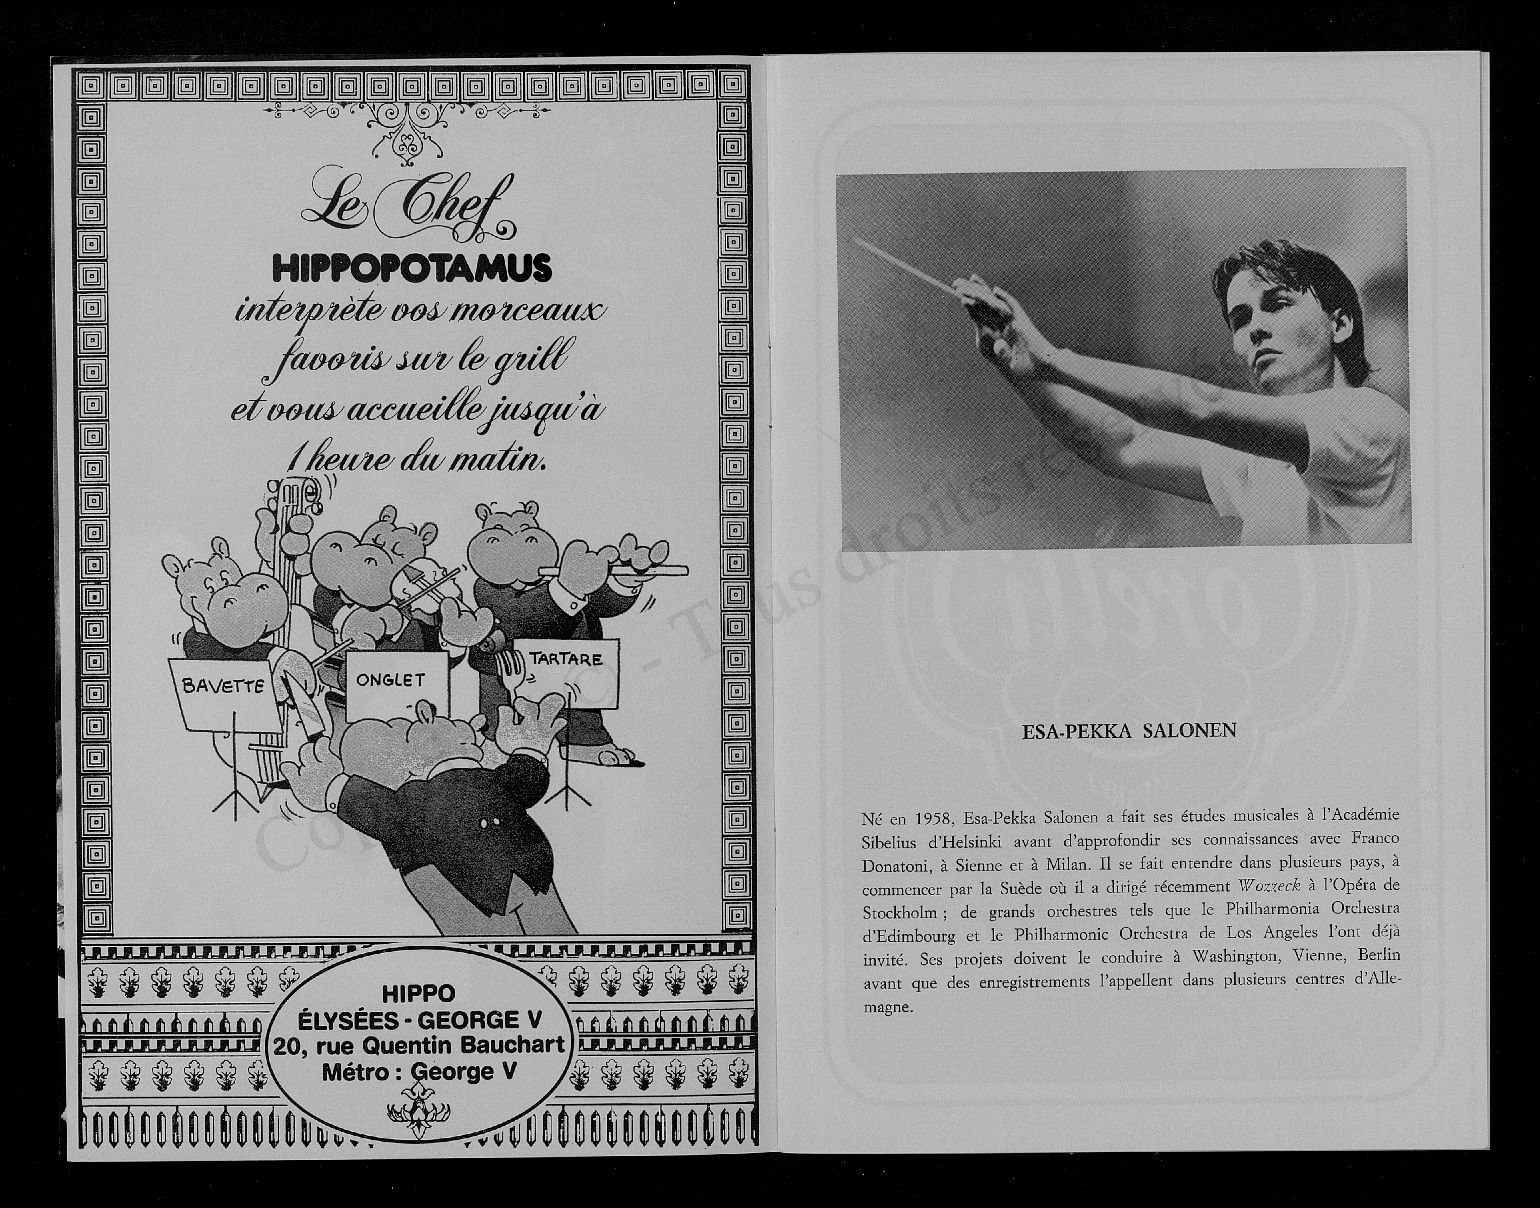 Le Chef
HIPPOPOTAMUS
interprète vos morceaux
favoris sur le grill
et vous accueille jusqu'à
1 heure du matin.
BAVETTE
ONGLET
TARTARE
HIPPO
ÉLYSÉES - GEORGE V
20, rue Quentin Bauchart
Métro : George V
ESA-PEKKA SALONEN
Né en 1958, Esa-Pekka Salonen a fait ses études musicales à l'Académie
Sibelius d'Helsinki avant d'approfondir ses connaissances avec Franco
Donatoni, à Sienne et à Milan. Il se fait entendre dans plusieurs pays, à
commencer par la Suède où il a dirigé récemment Wozzeck à l'Opéra de
Stockholm ; de grands orchestres tels que le Philharmonia Orchestra
d'Edimbourg et le Philharmonic Orchestra de Los Angeles l'ont déjà
invité. Ses projets doivent le conduire à Washington, Vienne, Berlin
avant que des enregistrements l'appellent dans plusieurs centres d'Alle-
magne.
Tous droits